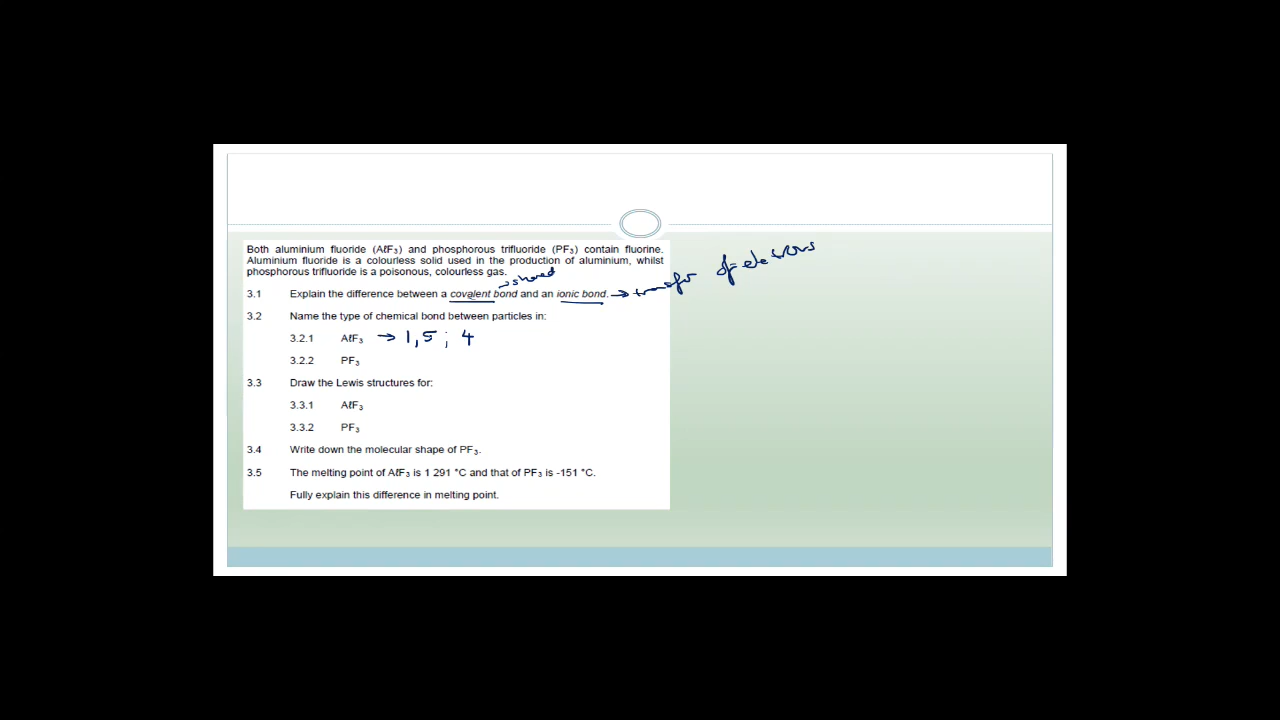 Both aluminium fluoride (AℓF₃) and phosphorous trifluoride (PF₃) contain fluorine.
Aluminium fluoride is a colourless solid used in the production of aluminium, whilst
phosphorous trifluoride is a poisonous, colourless gas.
→ shared
3.1 Explain the difference between a covalent bond and an ionic bond. → transfer of electrons
3.2 Name the type of chemical bond between particles in:
3.2.1 AℓF₃ → 1,5 ; 4
3.2.2 PF₃
3.3 Draw the Lewis structures for:
3.3.1 AℓF₃
3.3.2 PF₃
3.4 Write down the molecular shape of PF₃.
3.5 The melting point of AℓF₃ is 1 291 °C and that of PF₃ is -151 °C.
Fully explain this difference in melting point.